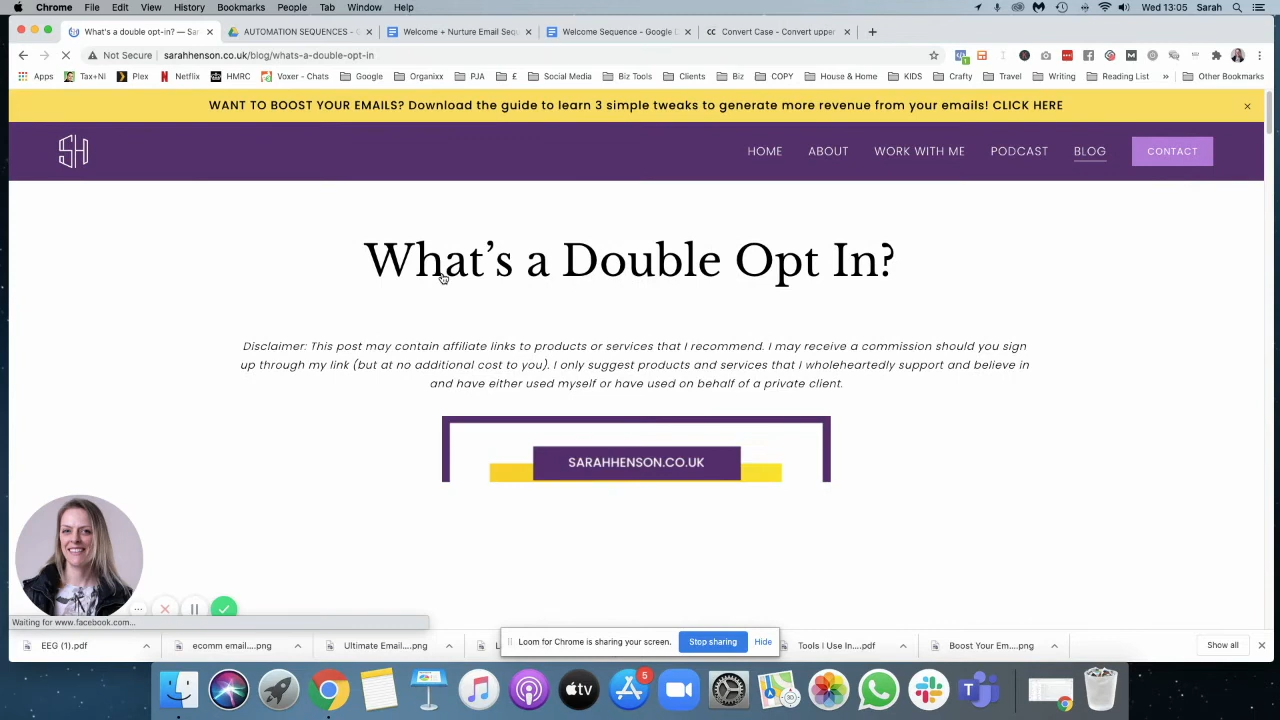 Chrome File Edit View History Bookmarks People Tab Window Help
Wed 13:05 Sarah
What's a double opt-in? — Sa
AUTOMATION SEQUENCES - G
Welcome + Nurture Email Seq
Welcome Sequence - Google
Convert Case - Convert upper
Not Secure | sarahhenson.co.uk/blog/whats-a-double-opt-in
Apps Tax+NI Plex Netflix HMRC Voxer - Chats Google Organixx PJA £ Social Media Biz Tools Clients Biz COPY House & Home KIDS Crafty Travel Writing Reading List » Other Bookmarks
WANT TO BOOST YOUR EMAILS? Download the guide to learn 3 simple tweaks to generate more revenue from your emails! CLICK HERE
SH
HOME ABOUT WORK WITH ME PODCAST BLOG CONTACT
What's a Double Opt In?
Disclaimer: This post may contain affiliate links to products or services that I recommend. I may receive a commission should you sign
up through my link (but at no additional cost to you). I only suggest products and services that I wholeheartedly support and believe in
and have either used myself or have used on behalf of a private client.
SARAHHENSON.CO.UK
Waiting for www.facebook.com...
Loom for Chrome is sharing your screen. Stop sharing Hide
EEG (1).pdf
ecomm email....png
Ultimate Email....png
Tools I Use In....pdf
Boost Your Em....png
Show all
5